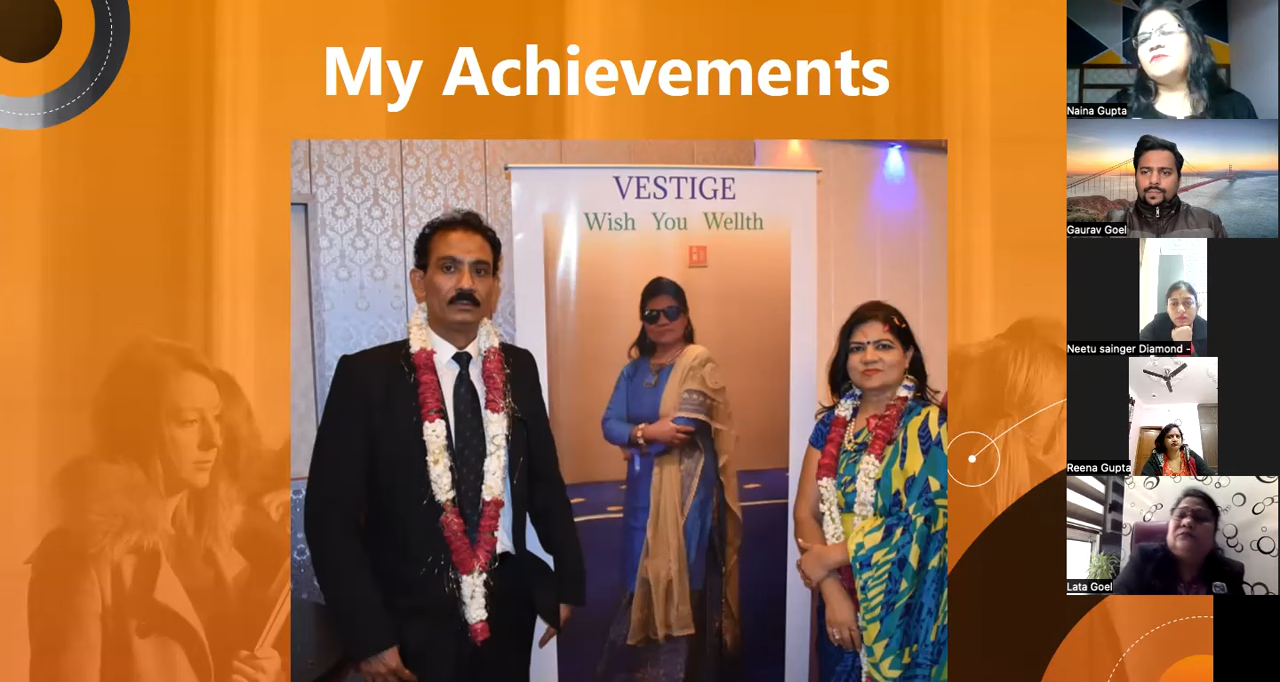 My Achievements
VESTIGE
Wish You Wellth
Naina Gupta
Gaurav Goel
Neetu sainger Diamond -
Reena Gupta
Lata Goel